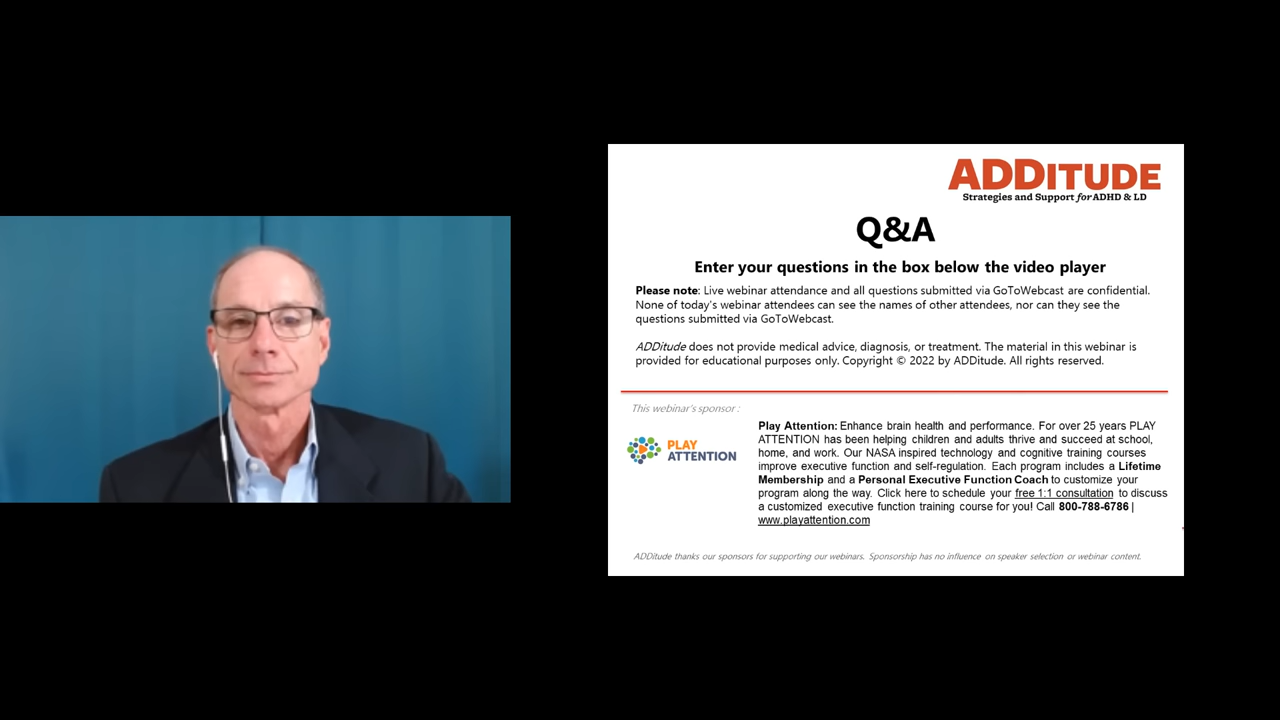 ADDITUDE
Strategies and Support for ADHD & LD
Q&A
Enter your questions in the box below the video player
Please note: Live webinar attendance and all questions submitted via GoToWebcast are confidential.
None of today's webinar attendees can see the names of other attendees, nor can they see the
questions submitted via GoToWebcast.
ADDitude does not provide medical advice, diagnosis, or treatment. The material in this webinar is
provided for educational purposes only. Copyright © 2022 by ADDitude. All rights reserved.
This webinar's sponsor :
PLAY
ATTENTION
Play Attention: Enhance brain health and performance. For over 25 years PLAY
ATTENTION has been helping children and adults thrive and succeed at school,
home, and work. Our NASA inspired technology and cognitive training courses
improve executive function and self-regulation. Each program includes a Lifetime
Membership and a Personal Executive Function Coach to customize your
program along the way. Click here to schedule your free 1:1 consultation to discuss
a customized executive function training course for you! Call 800-788-6786 |
www.playattention.com
ADDitude thanks our sponsors for supporting our webinars. Sponsorship has no influence on speaker selection or webinar content.